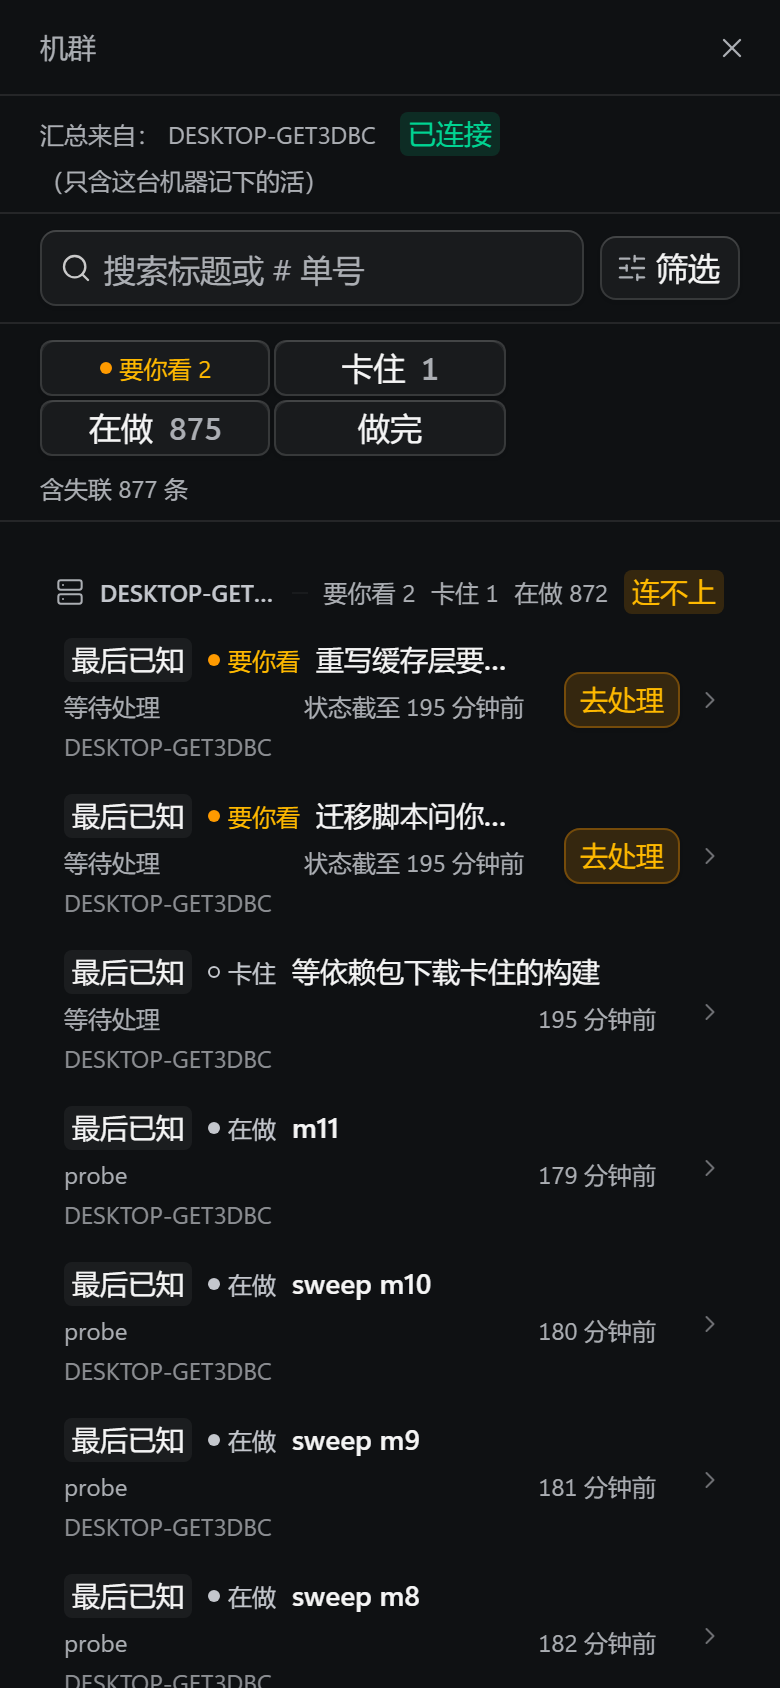 机群
汇总来自： DESKTOP-GET3DBC 已连接
（只含这台机器记下的活）
搜索标题或 # 单号
筛选
要你看 2
卡住 1
在做 875
做完
含失联 877 条
DESKTOP-GET... 要你看 2 卡住 1 在做 872 连不上
最后已知 要你看 重写缓存层要...
等待处理 状态截至 195 分钟前 去处理
DESKTOP-GET3DBC
最后已知 要你看 迁移脚本问你...
等待处理 状态截至 195 分钟前 去处理
DESKTOP-GET3DBC
最后已知 卡住 等依赖包下载卡住的构建
等待处理 195 分钟前
DESKTOP-GET3DBC
最后已知 在做 m11
probe 179 分钟前
DESKTOP-GET3DBC
最后已知 在做 sweep m10
probe 180 分钟前
DESKTOP-GET3DBC
最后已知 在做 sweep m9
probe 181 分钟前
DESKTOP-GET3DBC
最后已知 在做 sweep m8
probe 182 分钟前
DESKTOP-GET3DBC